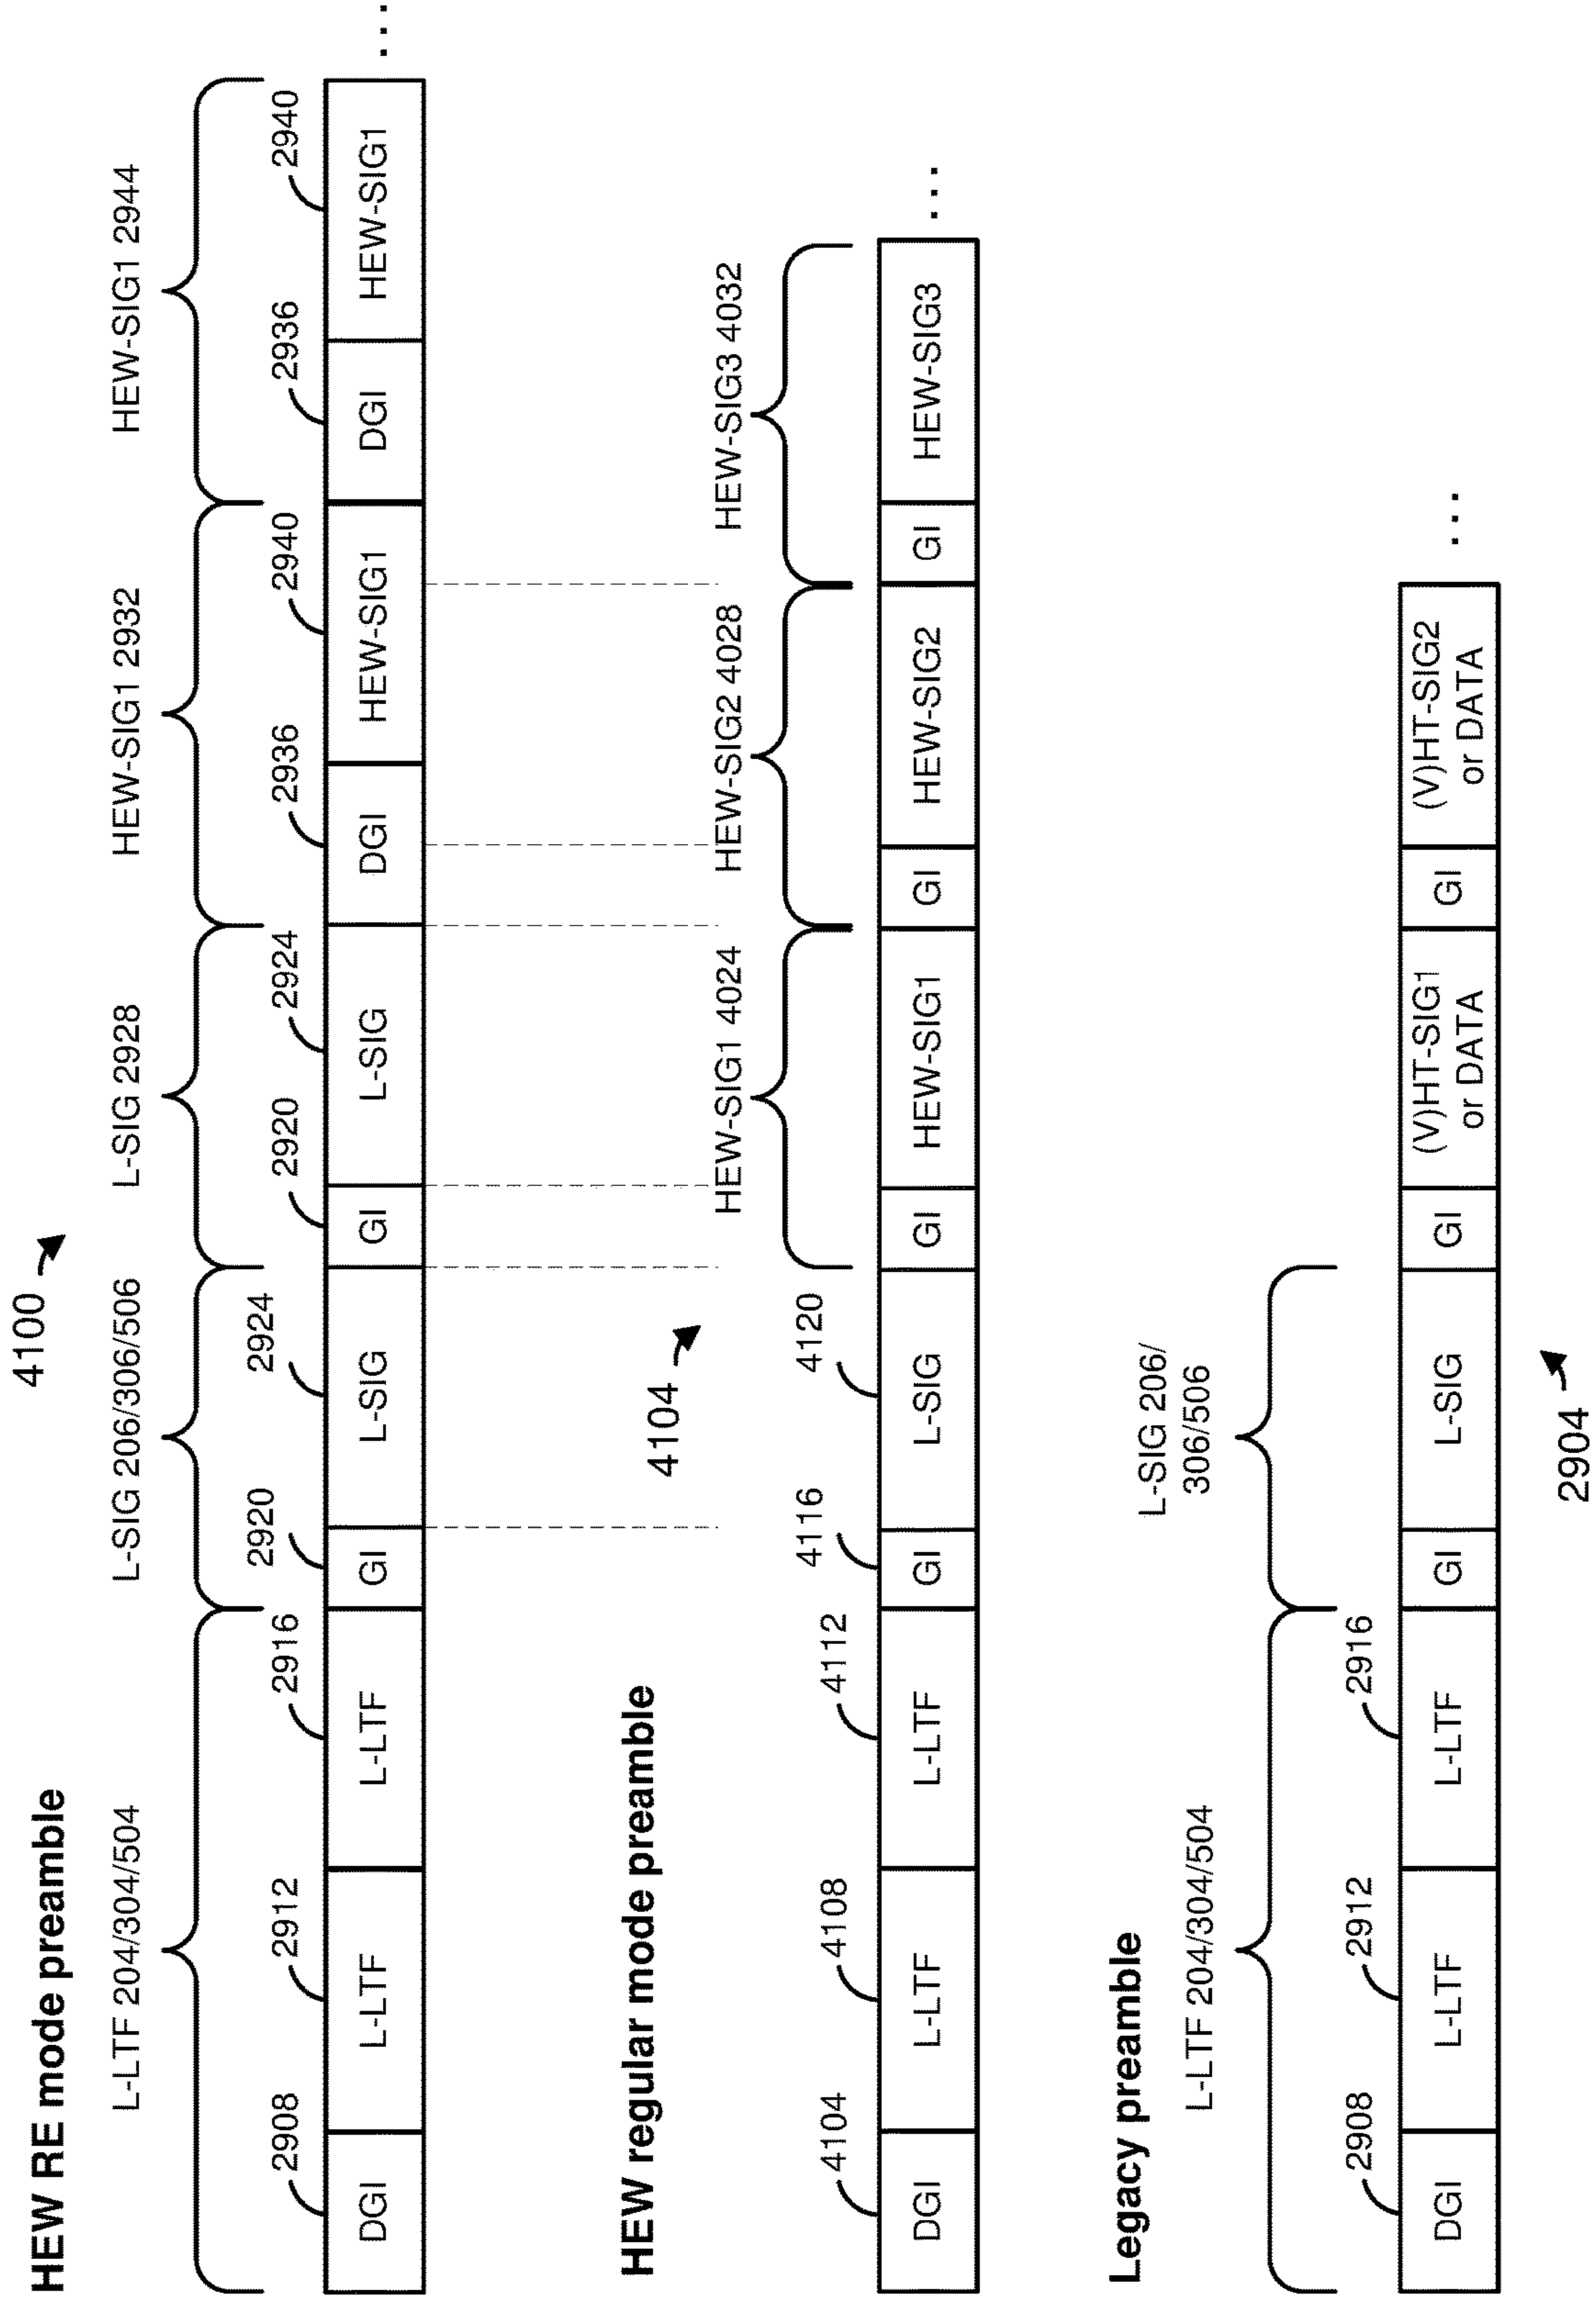 4100
HEW RE mode preamble
L-LTF 204/304/504
L-SIG 206/306/506
L-SIG 2928
HEW-SIG1 2932
HEW-SIG1 2944
2908
2912
2916
2920
2924
2920
2924
2936
2940
2936
2940
DGI
L-LTF
L-LTF
GI
L-SIG
GI
L-SIG
DGI
HEW-SIG1
DGI
HEW-SIG1
...
HEW regular mode preamble
4104
HEW-SIG1 4024
HEW-SIG2 4028
HEW-SIG3 4032
4104
4108
4112
4116
4120
DGI
L-LTF
L-LTF
GI
L-SIG
GI
HEW-SIG1
GI
HEW-SIG2
GI
HEW-SIG3
...
Legacy preamble
L-LTF 204/304/504
L-SIG 206/
306/506
2908
2912
2916
DGI
L-LTF
L-LTF
GI
L-SIG
GI
(V)HT-SIG1
or DATA
GI
(V)HT-SIG2
or DATA
...
2904